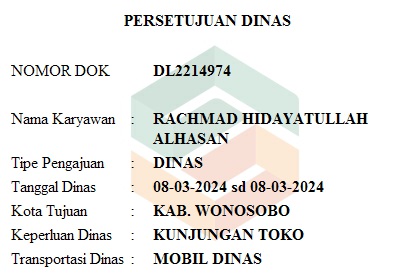 PERSETUJUAN DINAS
NOMOR DOK DL2214974
Nama Karyawan : RACHMAD HIDAYATULLAH
ALHASAN
Tipe Pengajuan : DINAS
Tanggal Dinas : 08-03-2024 sd 08-03-2024
Kota Tujuan : KAB. WONOSOBO
Keperluan Dinas : KUNJUNGAN TOKO
Transportasi Dinas : MOBIL DINAS